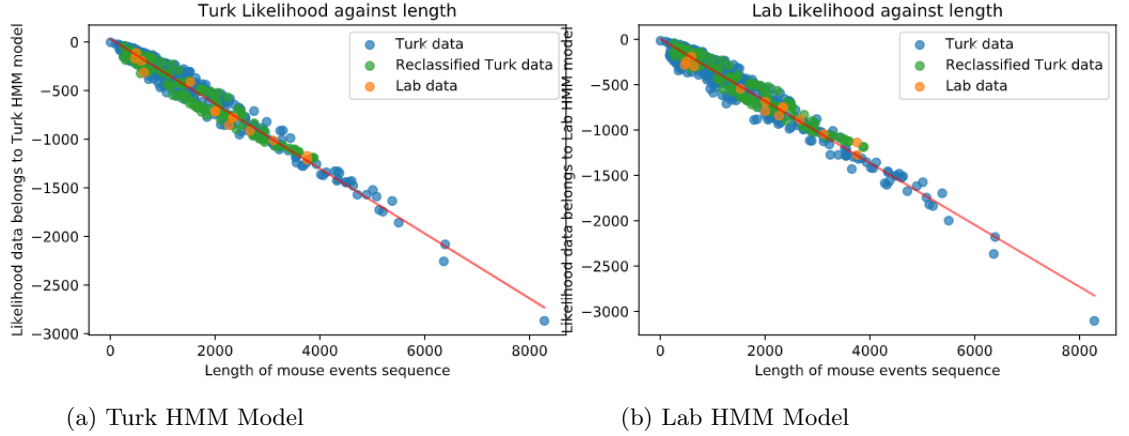 Turk Likelihood against length
Likelihood data belongs to Turk HMM model
0
−500
−1000
−1500
−2000
−2500
−3000
Turk data
Reclassified Turk data
Lab data
0 2000 4000 6000 8000
Length of mouse events sequence
(a) Turk HMM Model
Lab Likelihood against length
Likelihood data belongs to Lab HMM model
0
−500
−1000
−1500
−2000
−2500
−3000
Turk data
Reclassified Turk data
Lab data
0 2000 4000 6000 8000
Length of mouse events sequence
(b) Lab HMM Model